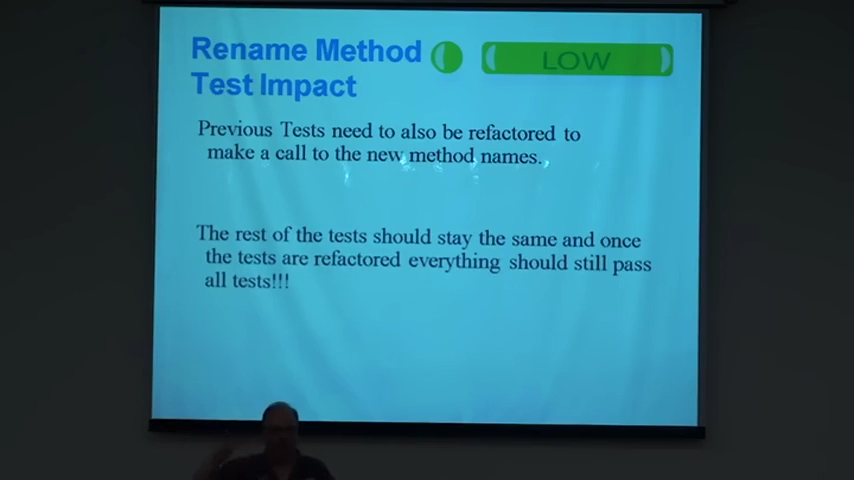 Rename Method
Test Impact
LOW
Previous Tests need to also be refactored to
make a call to the new method names.
The rest of the tests should stay the same and once
the tests are refactored everything should still pass
all tests!!!